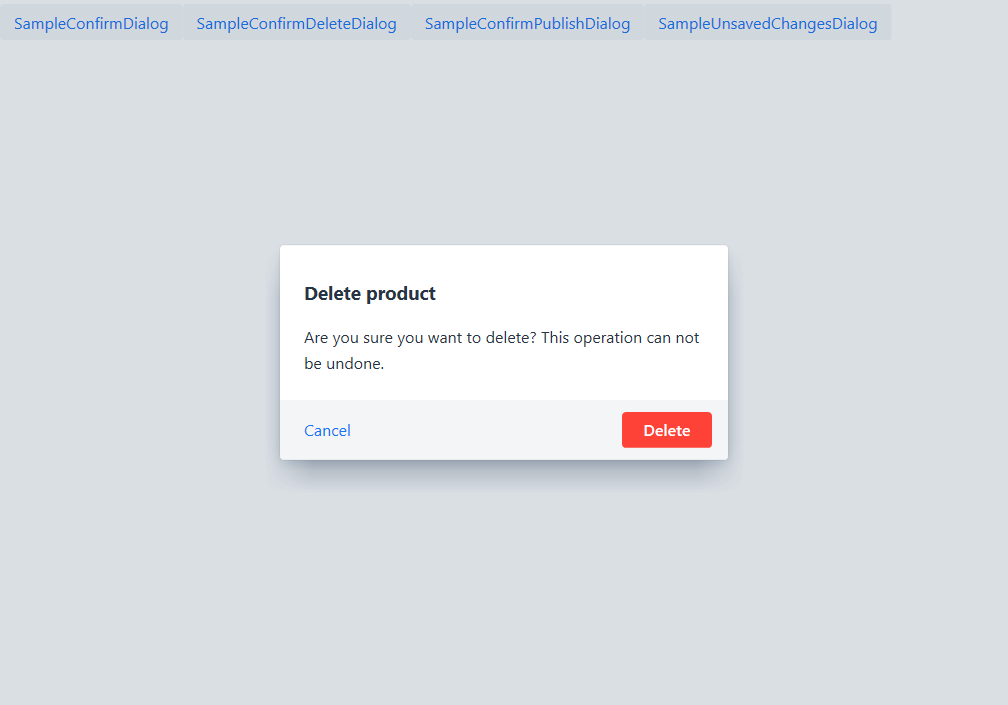 SampleConfirmDialog SampleConfirmDeleteDialog SampleConfirmPublishDialog SampleUnsavedChangesDialog
Delete product
Are you sure you want to delete? This operation can not
be undone.
Cancel Delete